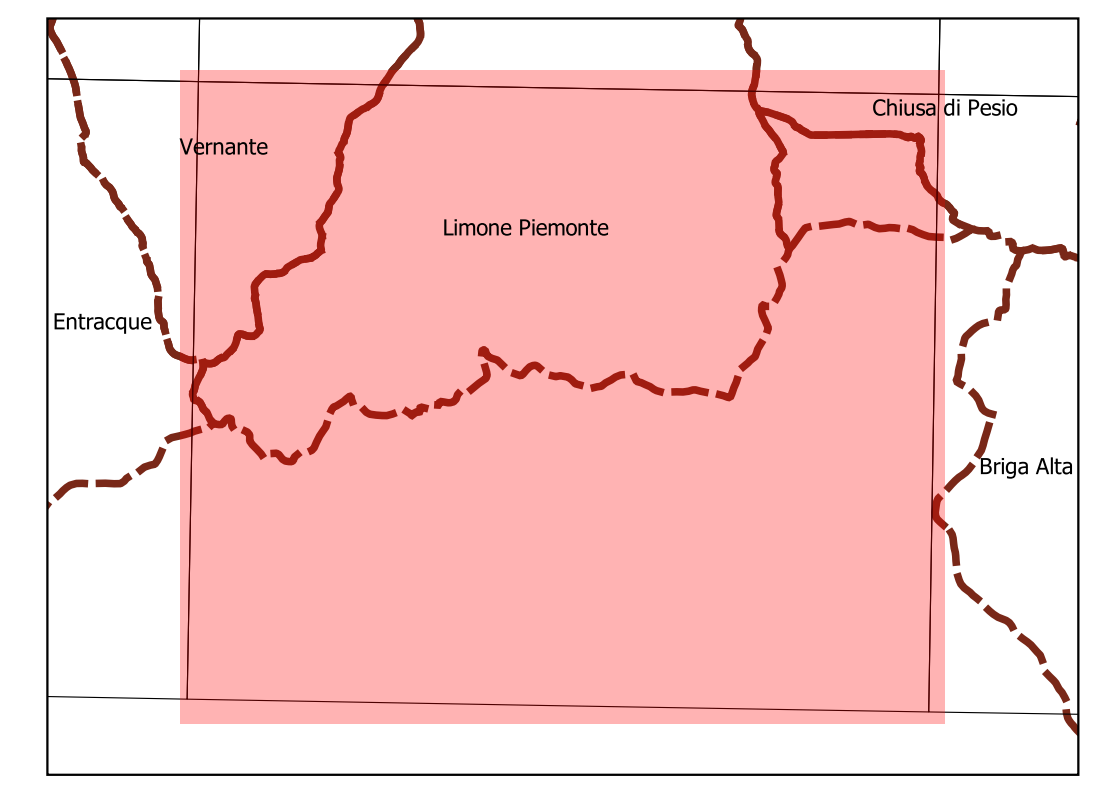 Chiusa di Pesio
Vernante
Limone Piemonte
Entracque
Briga Alta